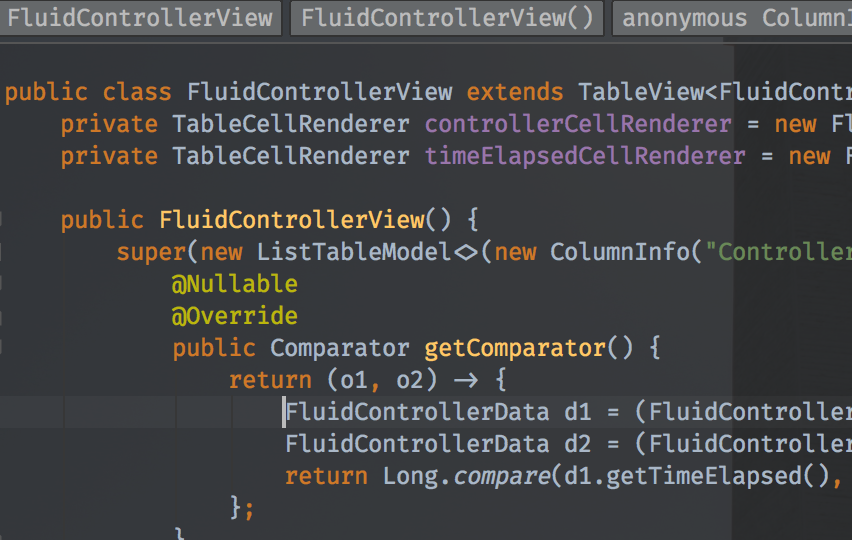 FluidControllerView FluidControllerView() anonymous ColumnI
public class FluidControllerView extends TableView<FluidContr
private TableCellRenderer controllerCellRenderer = new Fl
private TableCellRenderer timeElapsedCellRenderer = new F
public FluidControllerView() {
super(new ListTableModel<>(new ColumnInfo("Controller
@Nullable
@Override
public Comparator getComparator() {
return (o1, o2) -> {
FluidControllerData d1 = (FluidController
FluidControllerData d2 = (FluidController
return Long.compare(d1.getTimeElapsed(),
};
}